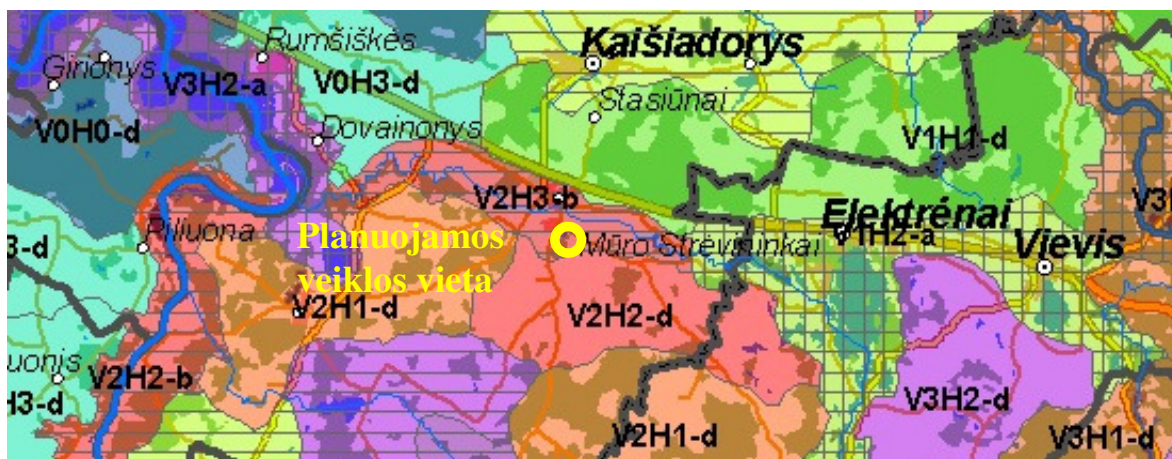 Kaišiadorys
Rumšiškės
Girionys
V3H2-a
V0H3-d
Stasiūnai
V0H0-d
Dovainonys
V1H1-d
V2H3-b
V3
Elektrėnai
Piliuona
Planuojamos
veiklos vieta
Mūro Strėvininkai
V1H2-a
Vievis
3-d
V2H1-d
V2H2-d
uonis
V2H2-b
H3-d
V3H2-d
V2H1-d
V3H1-d